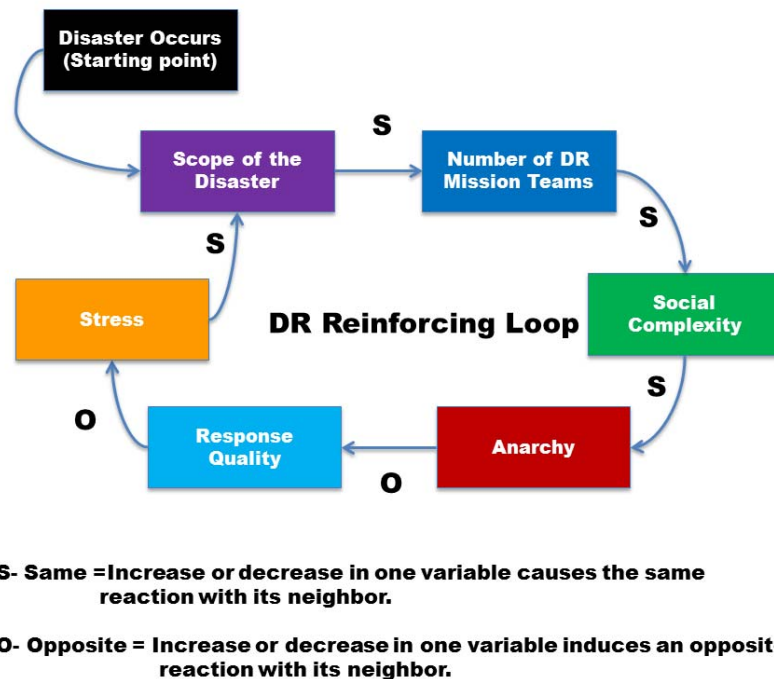 Disaster Occurs
(Starting point)
S
Scope of the
Disaster
Number of DR
Mission Teams
S
S
Stress
DR Reinforcing Loop
Social
Complexity
S
O
Response
Quality
Anarchy
O
S- Same =Increase or decrease in one variable causes the same
reaction with its neighbor.
O- Opposite = Increase or decrease in one variable induces an opposit
reaction with its neighbor.